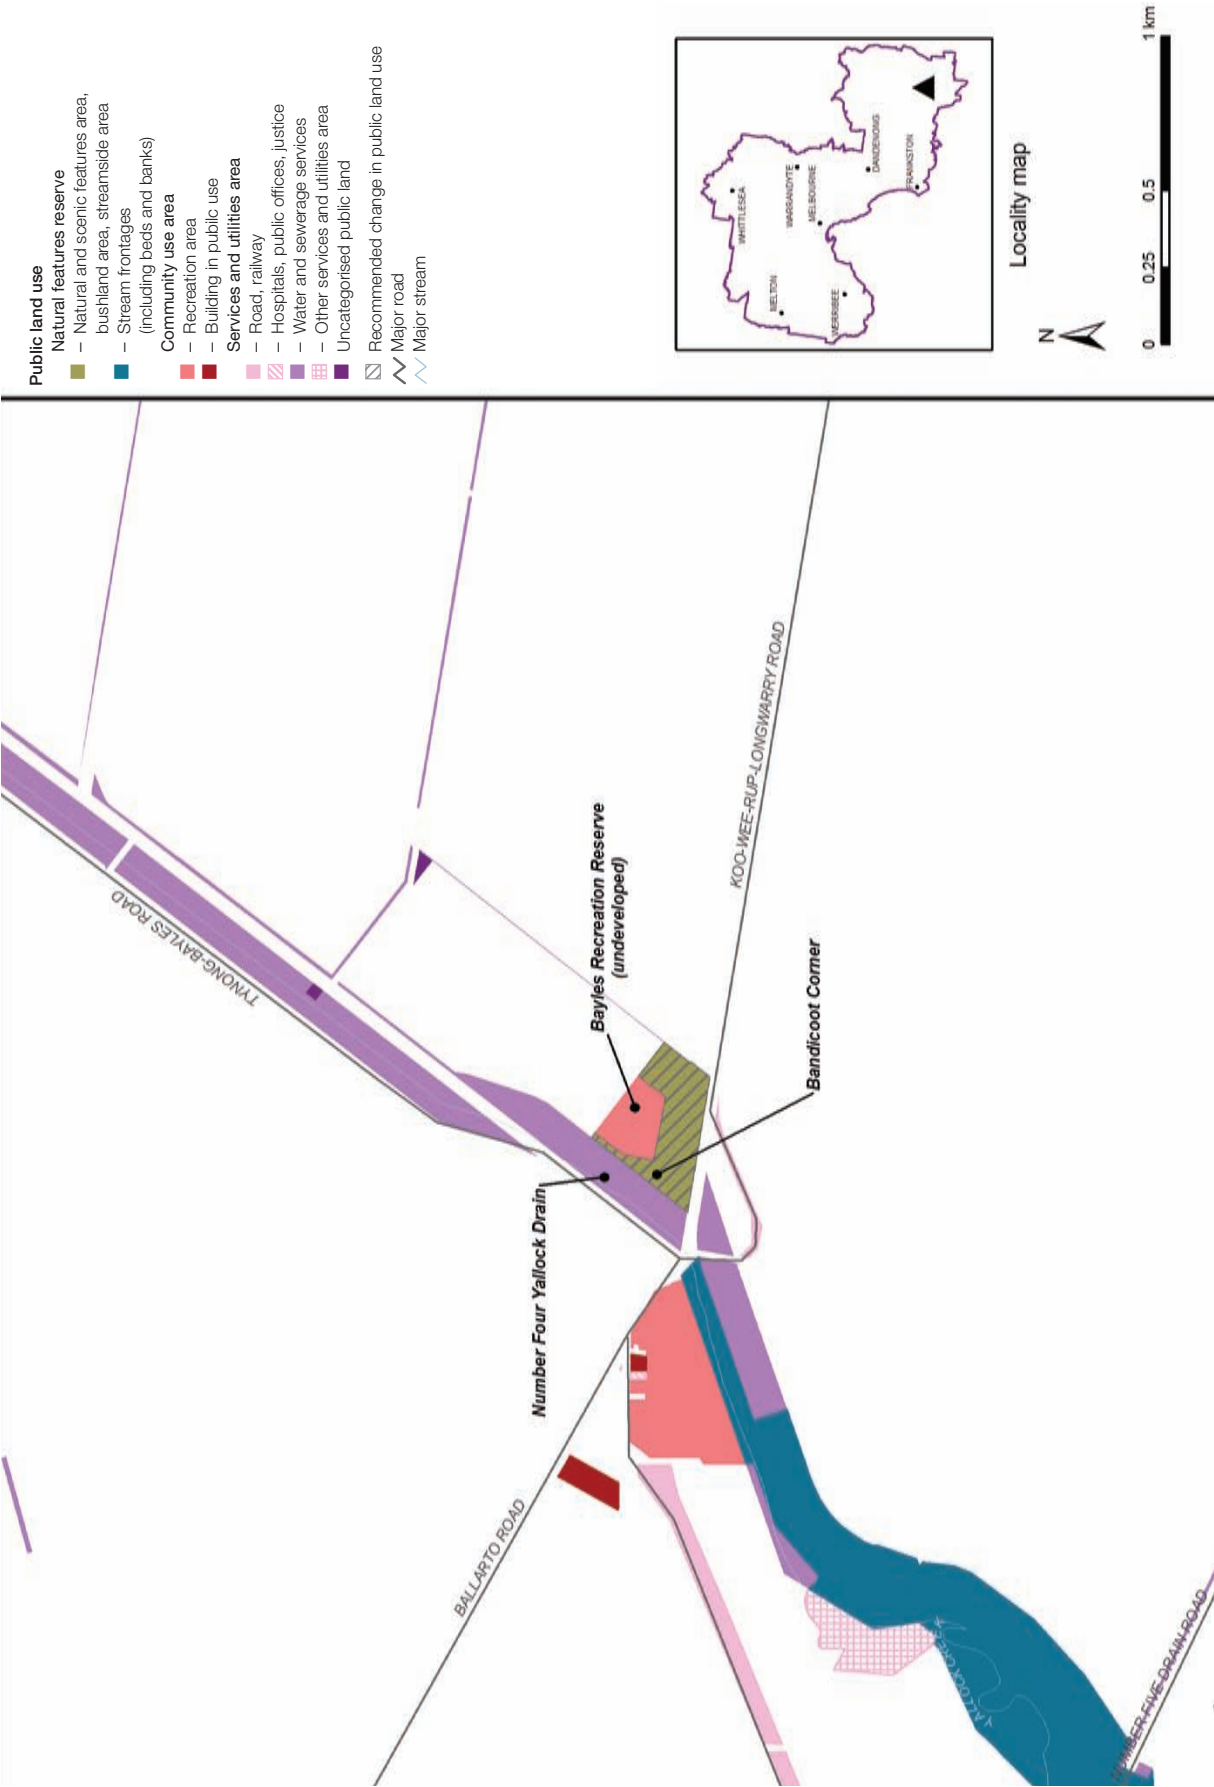 Public land use
Natural features reserve
– Natural and scenic features area,
bushland area, streamside area
– Stream frontages
(including beds and banks)
Community use area
– Recreation area
– Building in public use
Services and utilities area
– Road, railway
– Hospitals, public offices, justice
– Water and sewerage services
– Other services and utilities area
Uncategorised public land
Recommended change in public land use
Major road
Major stream
WHITTLESEA
MELTON
WARRANDYTE
MELBOURNE
DANDENONG
WERRIBEE
FRANKSTON
Locality map
N
0 0.25 0.5 1 km
TYNONG-BAYLES ROAD
Bayles Recreation Reserve
(undeveloped)
KOO-WEE-RUP-LONGWARRY ROAD
Bandicoot Corner
Number Four Yallock Drain
BALLARTO ROAD
YALLOCK CREEK
NUMBER FIVE DRAIN ROAD